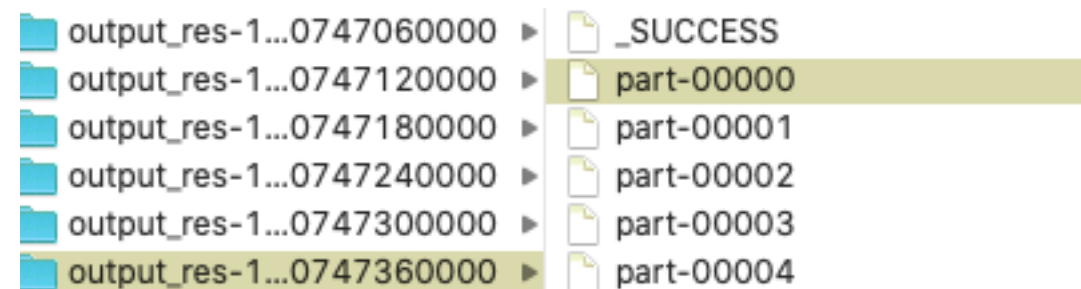 output_res-1...0747060000
_SUCCESS
output_res-1...0747120000
part-00000
output_res-1...0747180000
part-00001
output_res-1...0747240000
part-00002
output_res-1...0747300000
part-00003
output_res-1...0747360000
part-00004